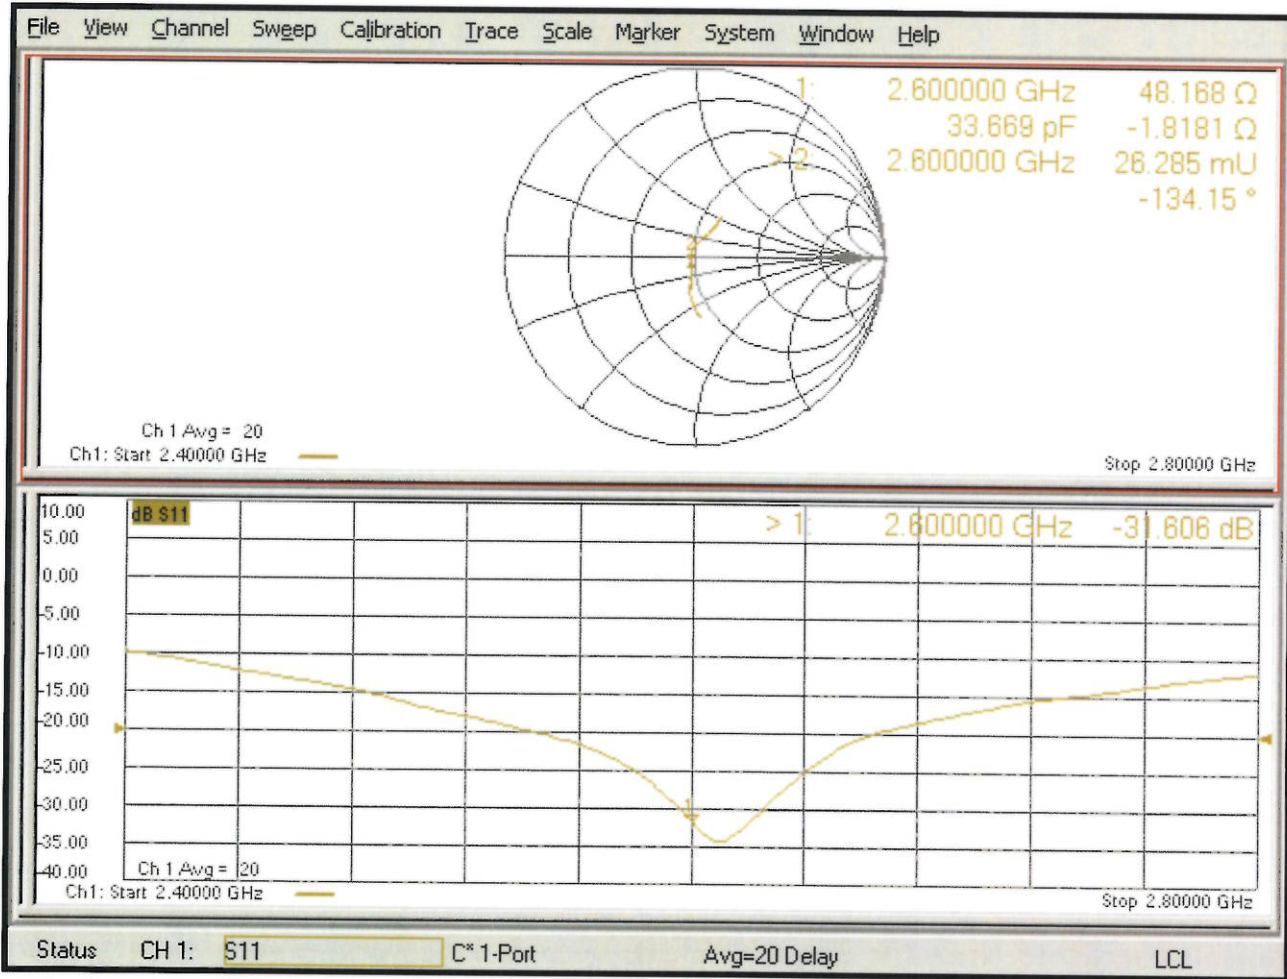 File View Channel Sweep Calibration Trace Scale Marker System Window Help
1: 2.600000 GHz 48.168 Ω
33.669 pF -1.8181 Ω
> 2: 2.600000 GHz 26.285 mU
-134.15 °
2
1
Ch 1 Avg = 20
Ch1: Start 2.40000 GHz
Stop 2.80000 GHz
10.00
dB S11
> 1: 2.600000 GHz -31.606 dB
5.00
0.00
-5.00
-10.00
-15.00
-20.00
-25.00
-30.00
1
-35.00
-40.00
Ch 1 Avg = 20
Ch1: Start 2.40000 GHz
Stop 2.80000 GHz
Status CH 1: S11 C* 1-Port Avg=20 Delay LCL